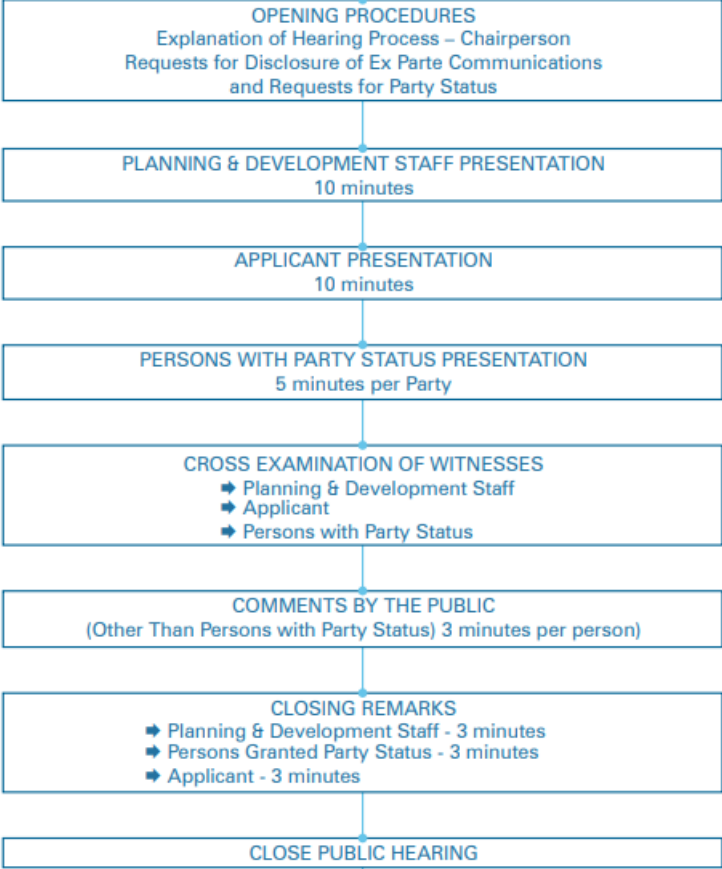 OPENING PROCEDURES
Explanation of Hearing Process – Chairperson
Requests for Disclosure of Ex Parte Communications
and Requests for Party Status
PLANNING & DEVELOPMENT STAFF PRESENTATION
10 minutes
APPLICANT PRESENTATION
10 minutes
PERSONS WITH PARTY STATUS PRESENTATION
5 minutes per Party
CROSS EXAMINATION OF WITNESSES
➡ Planning & Development Staff
➡ Applicant
➡ Persons with Party Status
COMMENTS BY THE PUBLIC
(Other Than Persons with Party Status) 3 minutes per person)
CLOSING REMARKS
➡ Planning & Development Staff - 3 minutes
➡ Persons Granted Party Status - 3 minutes
➡ Applicant - 3 minutes
CLOSE PUBLIC HEARING